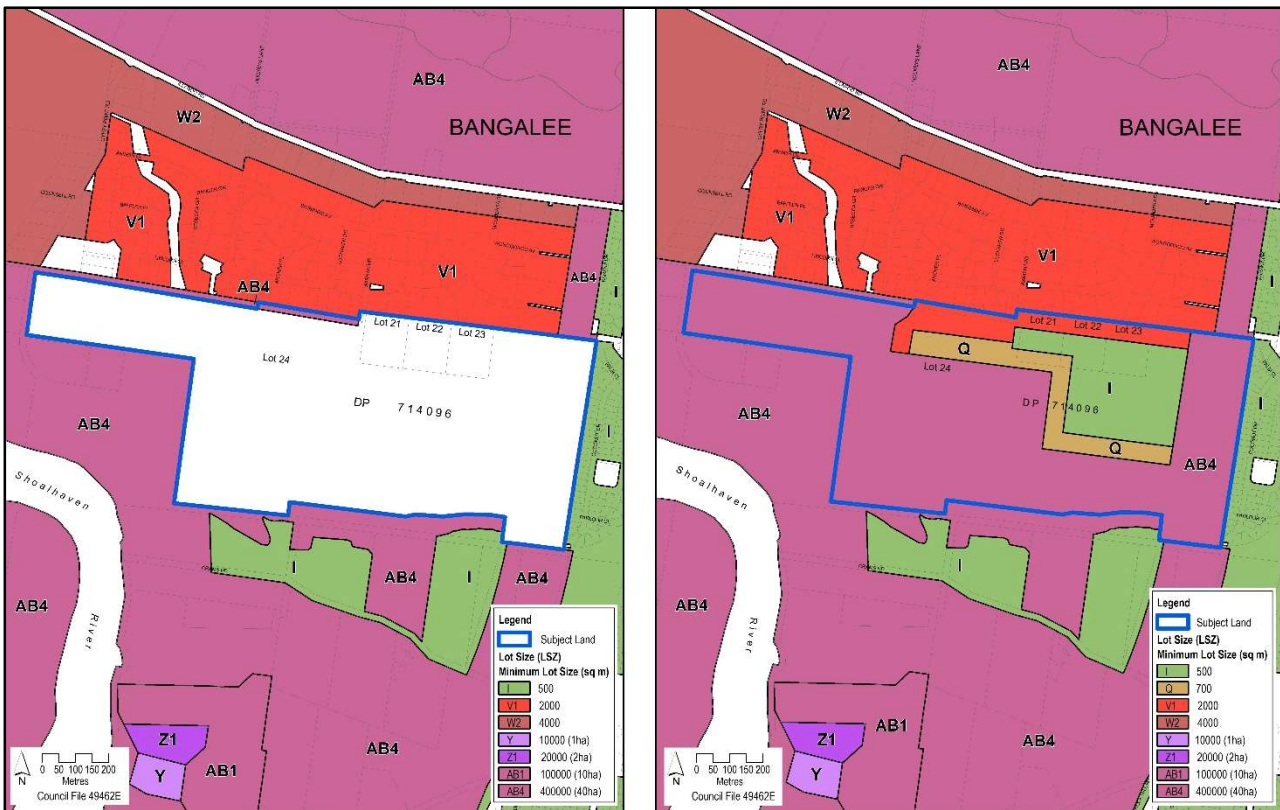 AB4
BANGALEE
W2
V1
V1
AB4
AB4
I
Lot 21
Lot 22
Lot 23
Lot 24
DP 714096
AB4
I
Shoalhaven
River
I
AB4
I
AB4
AB4
Z1
Y
AB1
AB4
N
0 50 100 150 200
Metres
Council File 49462E
Legend
Subject Land
Lot Size (LSZ)
Minimum Lot Size (sq m)
I 500
V1 2000
W2 4000
Y 10000 (1ha)
Z1 20000 (2ha)
AB1 100000 (10ha)
AB4 400000 (40ha)
AB4
BANGALEE
W2
V1
V1
I
Lot 21
Lot 22
Lot 23
Q
Lot 24
I
DP 714096
Q
AB4
I
AB4
Shoalhaven
River
I
AB4
AB4
Z1
Y
AB1
AB4
N
0 50 100 150 200
Metres
Council File 49462E
Legend
Subject Land
Lot Size (LSZ)
Minimum Lot Size (sq m)
I 500
Q 700
V1 2000
W2 4000
Y 10000 (1ha)
Z1 20000 (2ha)
AB1 100000 (10ha)
AB4 400000 (40ha)